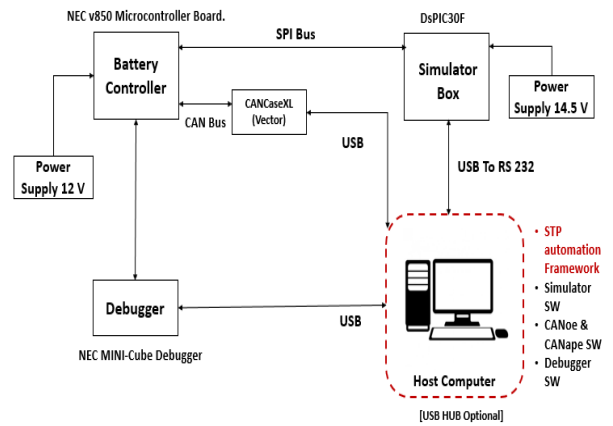 NEC v850 Microcontroller Board.
DsPIC30F
SPI Bus
Battery
Controller
Simulator
Box
CANCaseXL
(Vector)
CAN Bus
Power
Supply 14.5 V
USB
USB To RS 232
Power
Supply 12 V
Debugger
NEC MINI-Cube Debugger
USB
Host Computer
[USB HUB Optional]
• STP
automation
Framework
• Simulator
SW
• CANoe &
CANape SW
• Debugger
SW